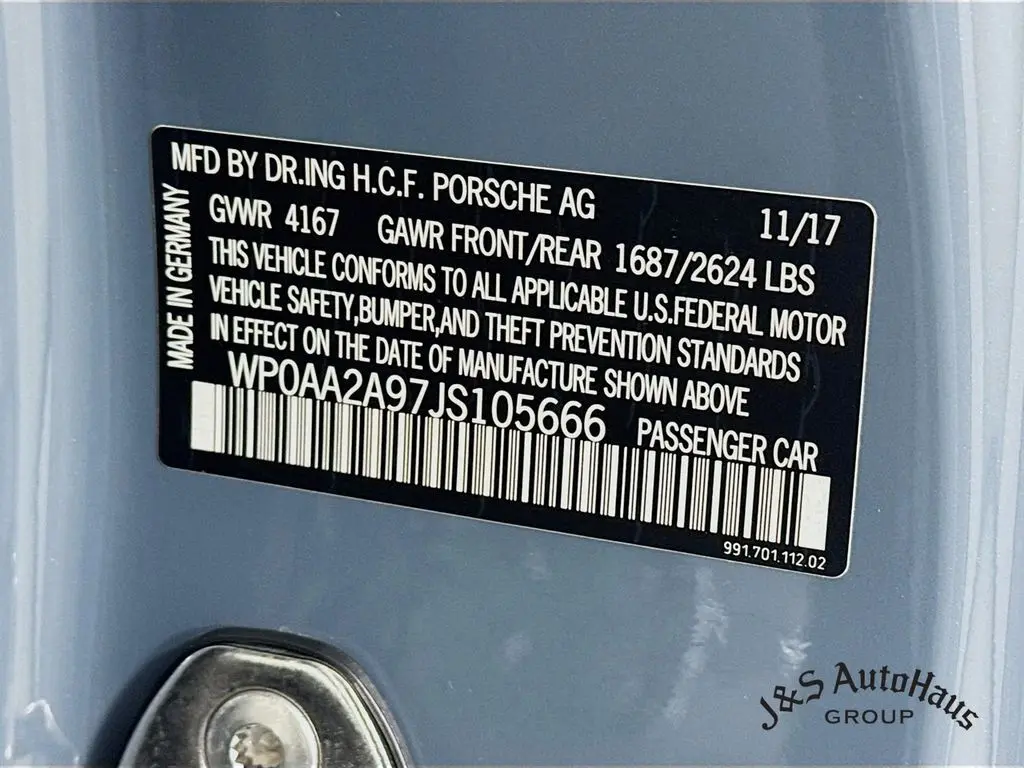 MFD BY DR.ING H.C.F. PORSCHE AG 11/17
GVWR 4167 GAWR FRONT/REAR 1687/2624 LBS
THIS VEHICLE CONFORMS TO ALL APPLICABLE U.S.FEDERAL MOTOR
VEHICLE SAFETY,BUMPER,AND THEFT PREVENTION STANDARDS
IN EFFECT ON THE DATE OF MANUFACTURE SHOWN ABOVE
WP0AA2A97JS105666 PASSENGER CAR
991.701.112.02
MADE IN GERMANY
J&S AutoHaus
GROUP